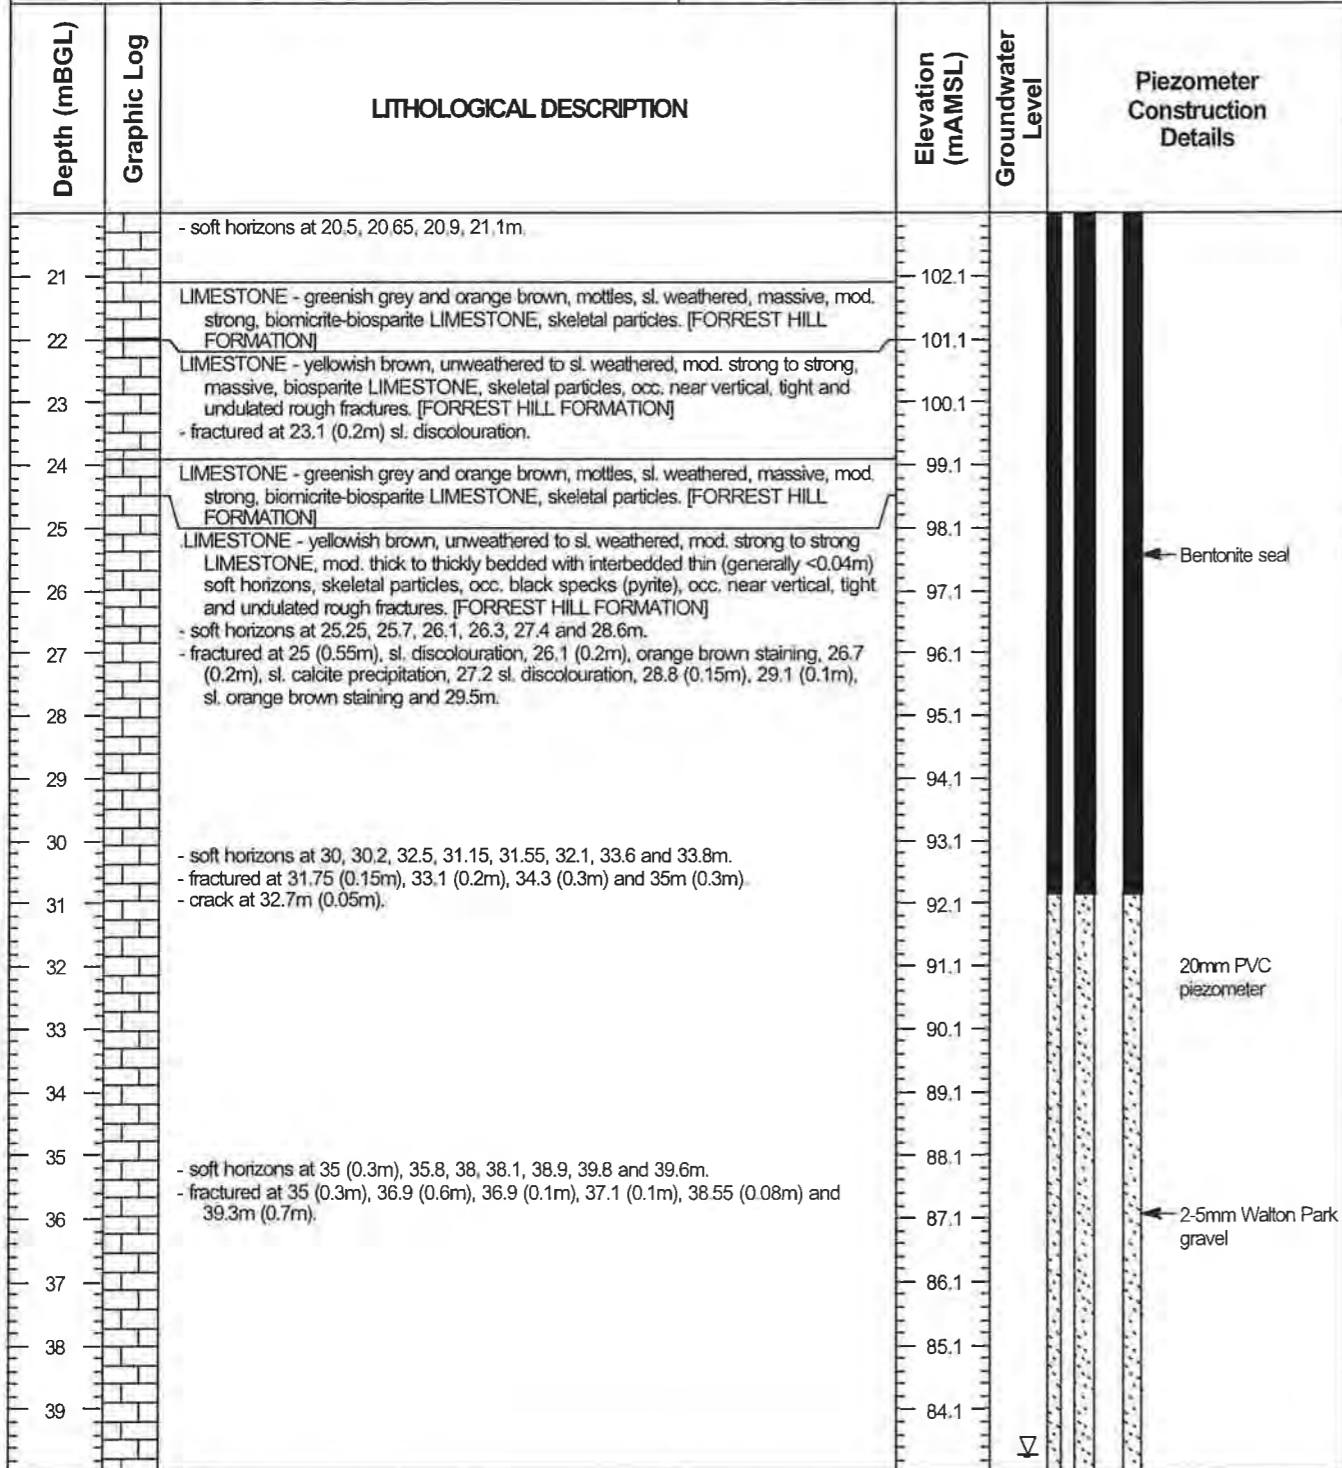 Depth (mBGL)
Graphic Log
LITHOLOGICAL DESCRIPTION
Elevation
(mAMSL)
Groundwater
Level
Piezometer
Construction
Details
- soft horizons at 20.5, 20.65, 20.9, 21.1m.
21
102.1
LIMESTONE - greenish grey and orange brown, mottles, sl. weathered, massive, mod.
strong, biomicrite-biosparite LIMESTONE, skeletal particles. [FORREST HILL
FORMATION]
22
101.1
LIMESTONE - yellowish brown, unweathered to sl. weathered, mod. strong to strong,
massive, biosparite LIMESTONE, skeletal particles, occ. near vertical, tight and
undulated rough fractures. [FORREST HILL FORMATION]
23
100.1
- fractured at 23.1 (0.2m) sl. discolouration.
24
99.1
LIMESTONE - greenish grey and orange brown, mottles, sl. weathered, massive, mod.
strong, biomicrite-biosparite LIMESTONE, skeletal particles. [FORREST HILL
FORMATION]
25
98.1
LIMESTONE - yellowish brown, unweathered to sl. weathered, mod. strong to strong
LIMESTONE, mod. thick to thickly bedded with interbedded thin (generally <0.04m)
soft horizons, skeletal particles, occ. black specks (pyrite), occ. near vertical, tight
and undulated rough fractures. [FORREST HILL FORMATION]
Bentonite seal
26
97.1
- soft horizons at 25.25, 25.7, 26.1, 26.3, 27.4 and 28.6m.
- fractured at 25 (0.55m), sl. discolouration, 26.1 (0.2m), orange brown staining, 26.7
(0.2m), sl. calcite precipitation, 27.2 sl. discolouration, 28.8 (0.15m), 29.1 (0.1m),
sl. orange brown staining and 29.5m.
27
96.1
28
95.1
29
94.1
30
93.1
- soft horizons at 30, 30.2, 32.5, 31.15, 31.55, 32.1, 33.6 and 33.8m.
- fractured at 31.75 (0.15m), 33.1 (0.2m), 34.3 (0.3m) and 35m (0.3m)
- crack at 32.7m (0.05m).
31
92.1
32
91.1
20mm PVC
piezometer
33
90.1
34
89.1
35
88.1
- soft horizons at 35 (0.3m), 35.8, 38, 38.1, 38.9, 39.8 and 39.6m.
- fractured at 35 (0.3m), 36.9 (0.6m), 36.9 (0.1m), 37.1 (0.1m), 38.55 (0.08m) and
39.3m (0.7m).
36
87.1
2-5mm Walton Park
gravel
37
86.1
38
85.1
39
84.1